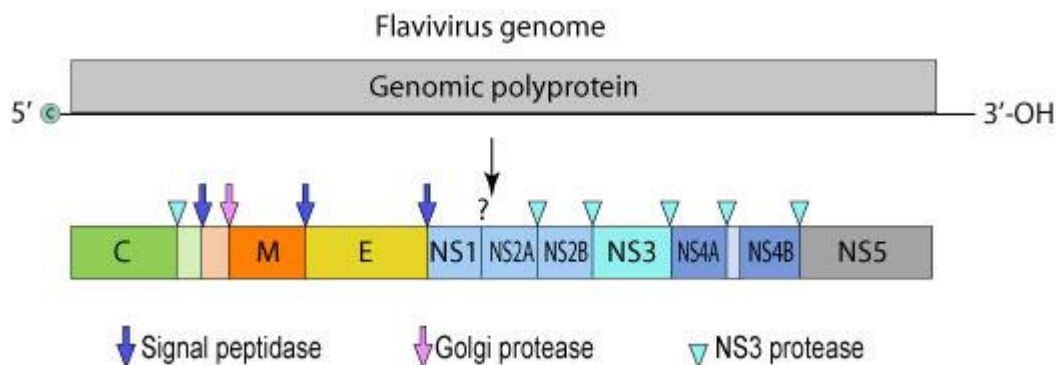 Flavivirus genome
Genomic polyprotein
5′ C 3′-OH
?
C M E NS1 NS2A NS2B NS3 NS4A NS4B NS5
Signal peptidase Golgi protease NS3 protease